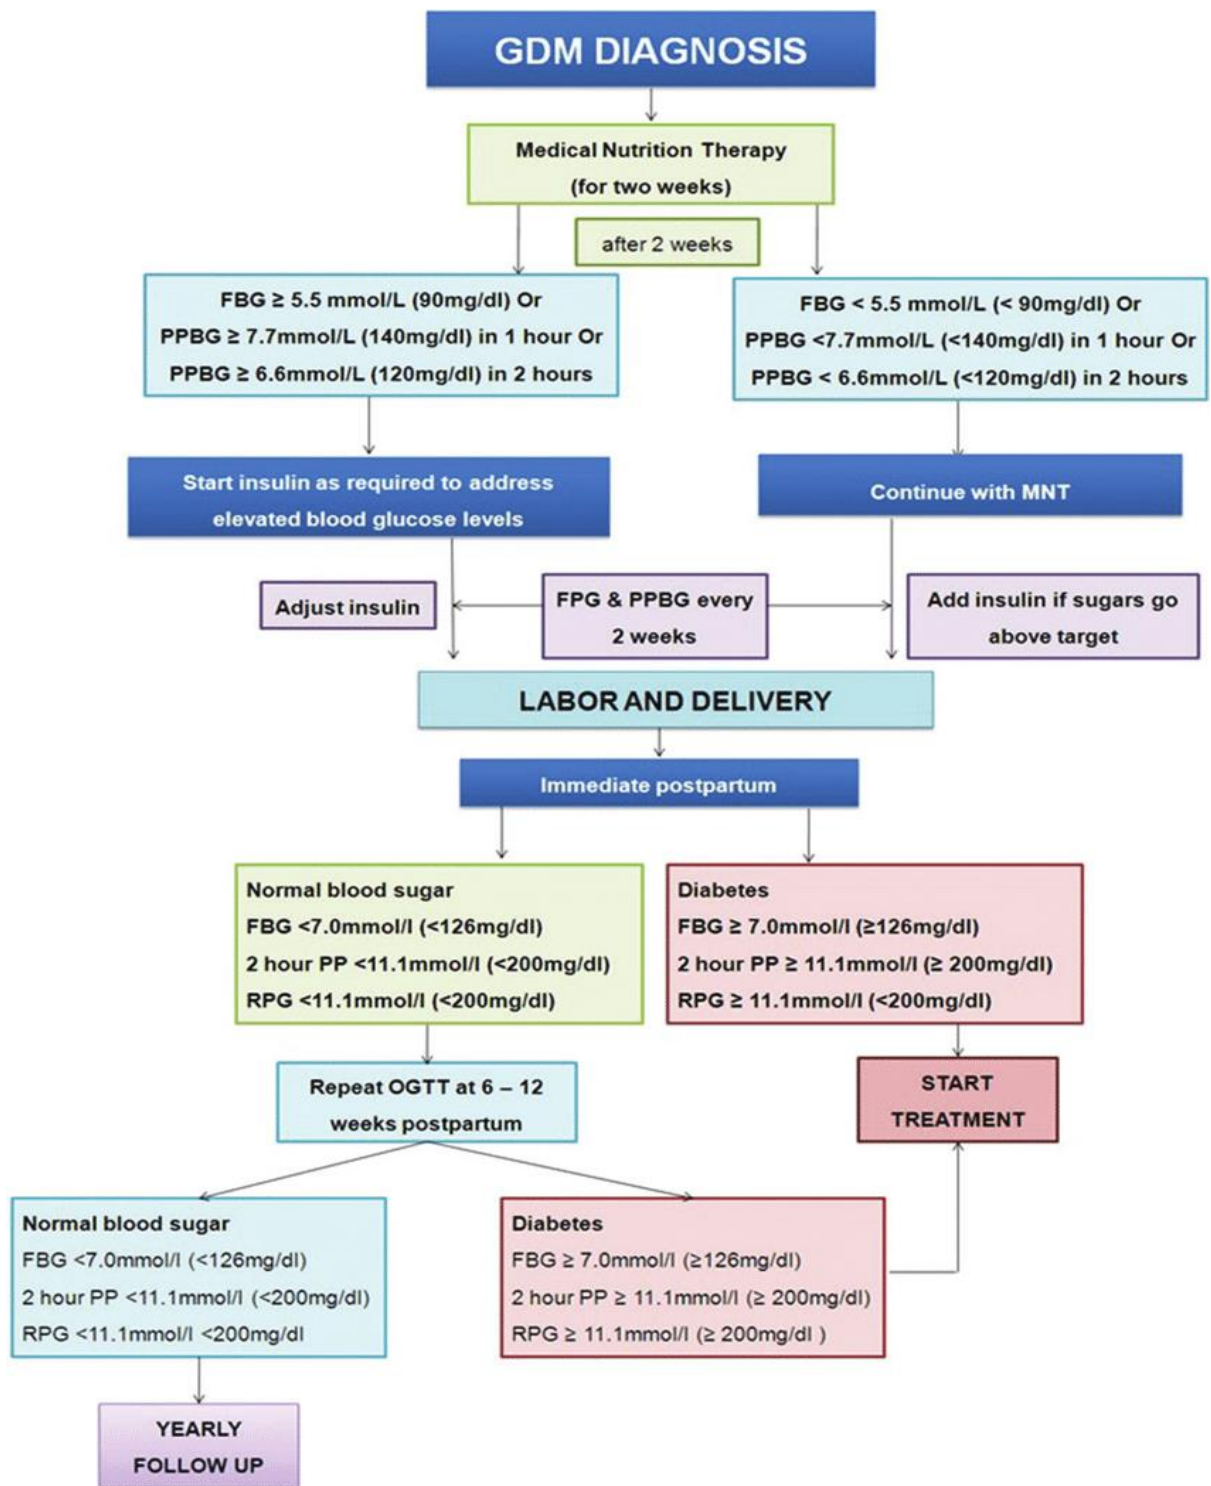 GDM DIAGNOSIS
Medical Nutrition Therapy
(for two weeks)
after 2 weeks
FBG ≥ 5.5 mmol/L (90mg/dl) Or
PPBG ≥ 7.7mmol/L (140mg/dl) in 1 hour Or
PPBG ≥ 6.6mmol/L (120mg/dl) in 2 hours
FBG < 5.5 mmol/L (< 90mg/dl) Or
PPBG <7.7mmol/L (<140mg/dl) in 1 hour Or
PPBG < 6.6mmol/L (<120mg/dl) in 2 hours
Start insulin as required to address
elevated blood glucose levels
Continue with MNT
Adjust insulin
FPG & PPBG every
2 weeks
Add insulin if sugars go
above target
LABOR AND DELIVERY
Immediate postpartum
Normal blood sugar
FBG <7.0mmol/l (<126mg/dl)
2 hour PP <11.1mmol/l (<200mg/dl)
RPG <11.1mmol/l (<200mg/dl)
Diabetes
FBG ≥ 7.0mmol/l (≥126mg/dl)
2 hour PP ≥ 11.1mmol/l (≥ 200mg/dl)
RPG ≥ 11.1mmol/l (<200mg/dl)
Repeat OGTT at 6 – 12
weeks postpartum
START
TREATMENT
Normal blood sugar
FBG <7.0mmol/l (<126mg/dl)
2 hour PP <11.1mmol/l (<200mg/dl)
RPG <11.1mmol/l <200mg/dl
Diabetes
FBG ≥ 7.0mmol/l (≥126mg/dl)
2 hour PP ≥ 11.1mmol/l (≥ 200mg/dl)
RPG ≥ 11.1mmol/l (≥ 200mg/dl )
YEARLY
FOLLOW UP